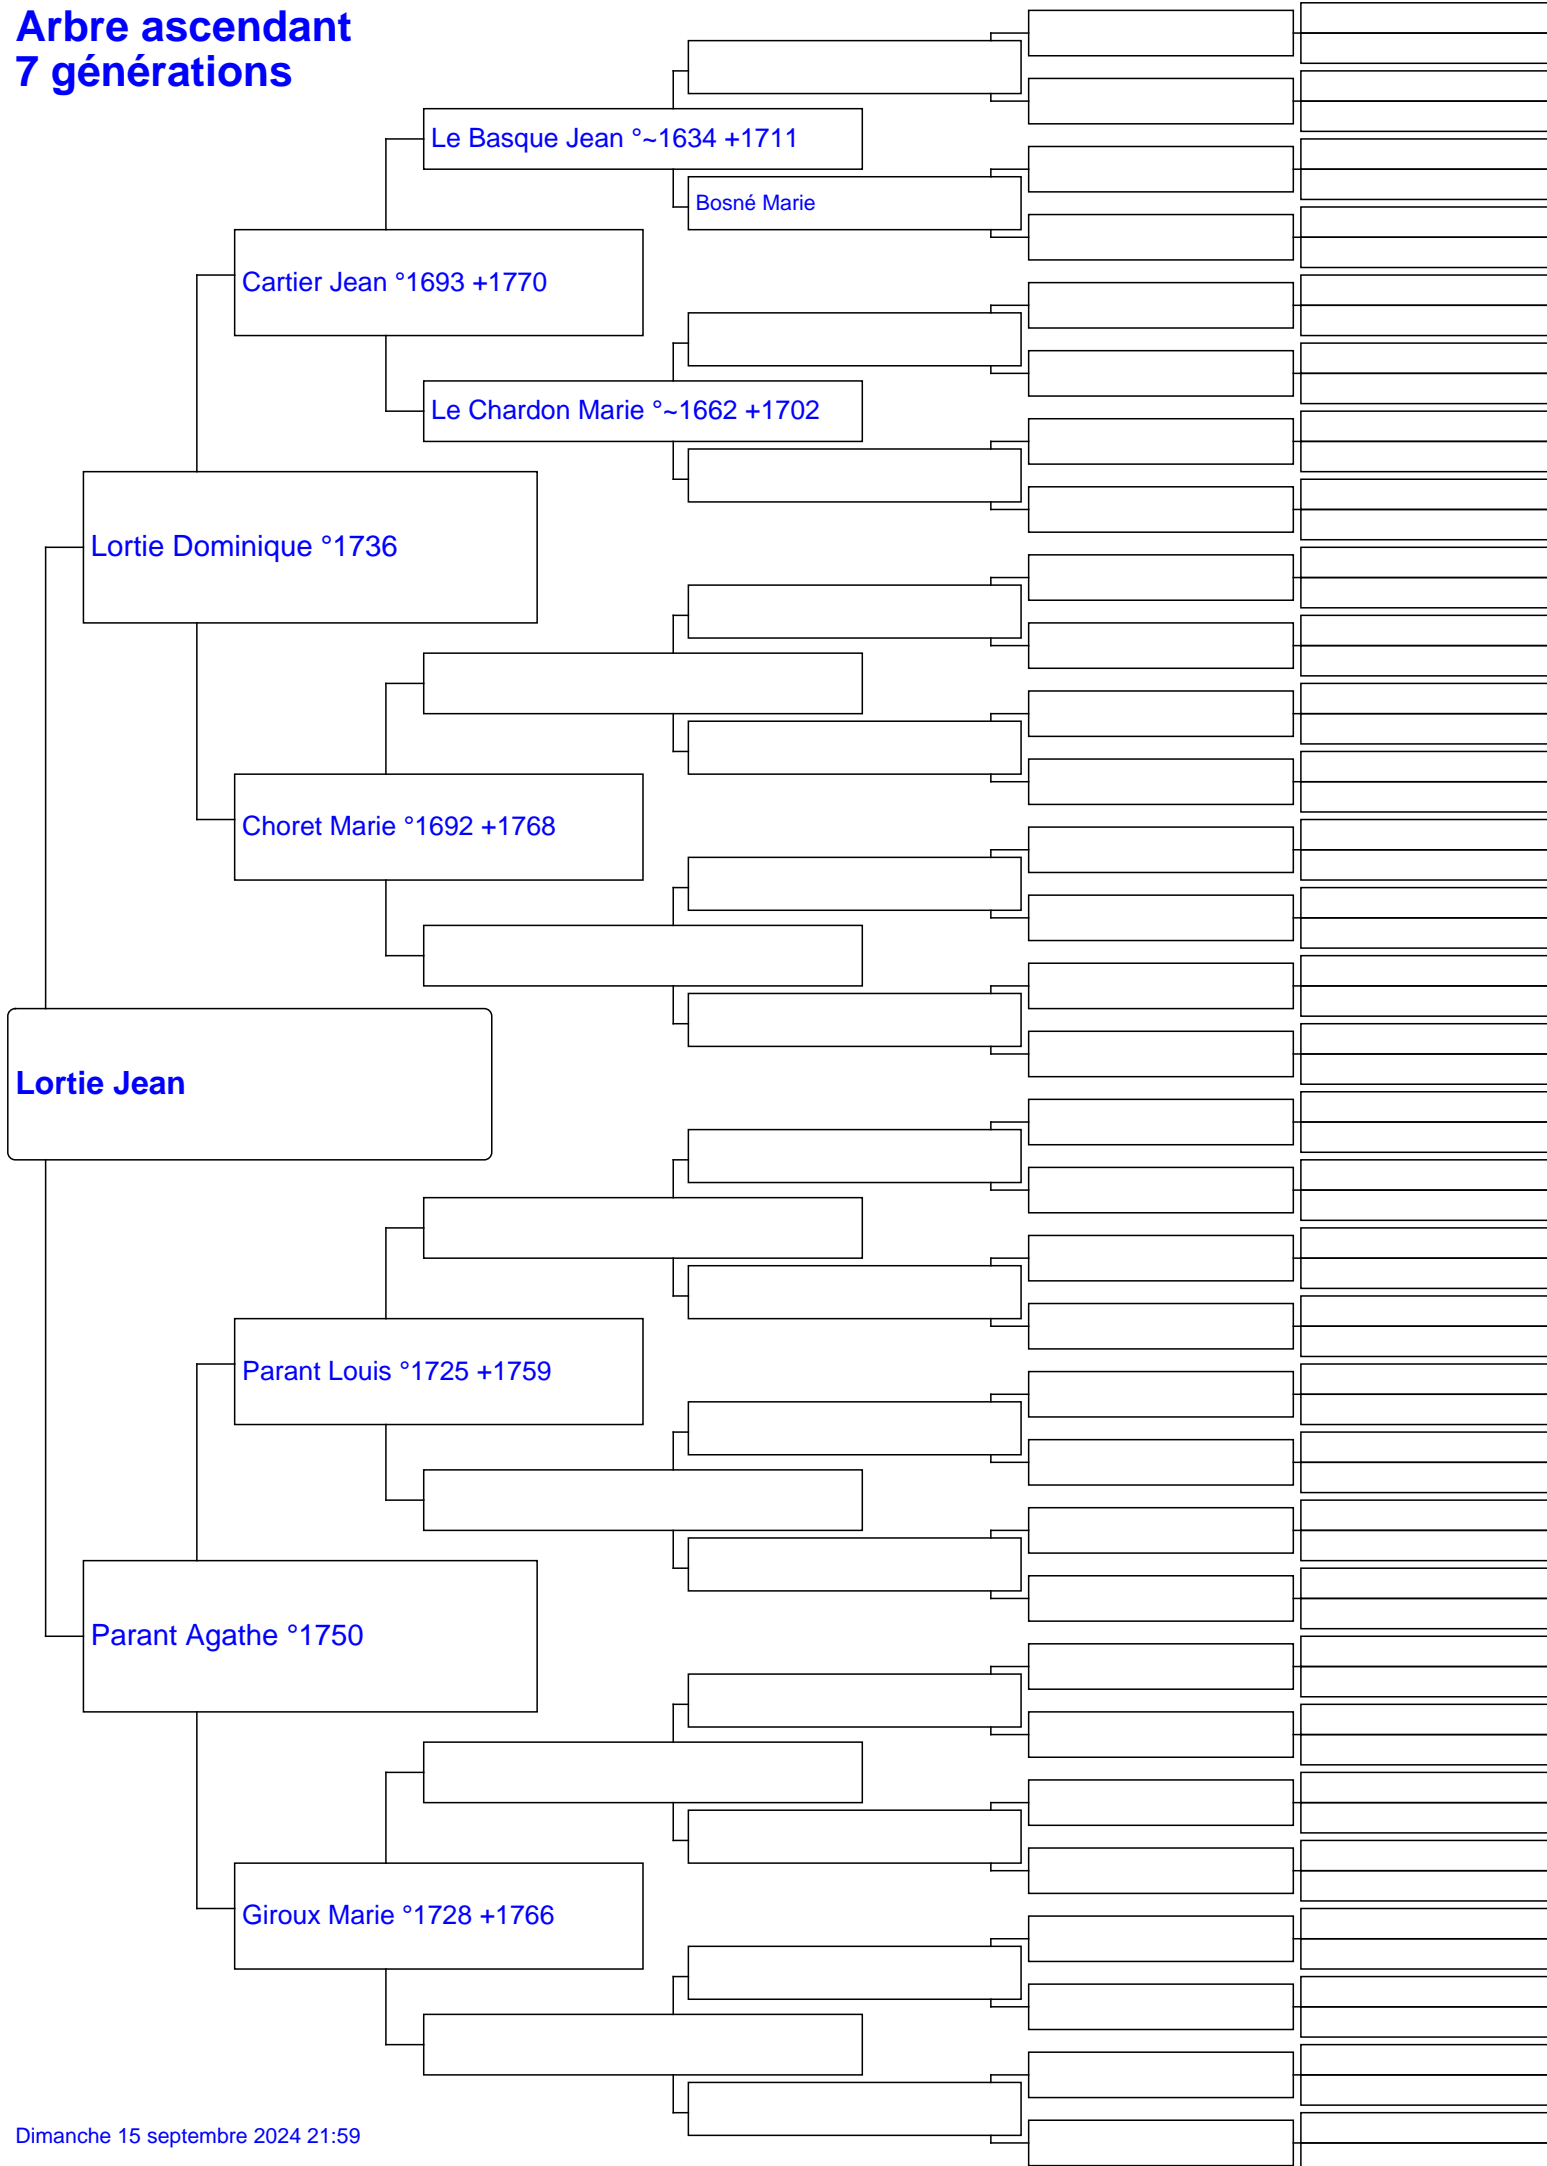 Arbre ascendant
7 générations
Le Basque Jean °~1634 +1711
Bosné Marie
Cartier Jean °1693 +1770
Le Chardon Marie °~1662 +1702
Lortie Dominique °1736
Choret Marie °1692 +1768
Lortie Jean
Parant Louis °1725 +1759
Parant Agathe °1750
Giroux Marie °1728 +1766
Dimanche 15 septembre 2024 21:59